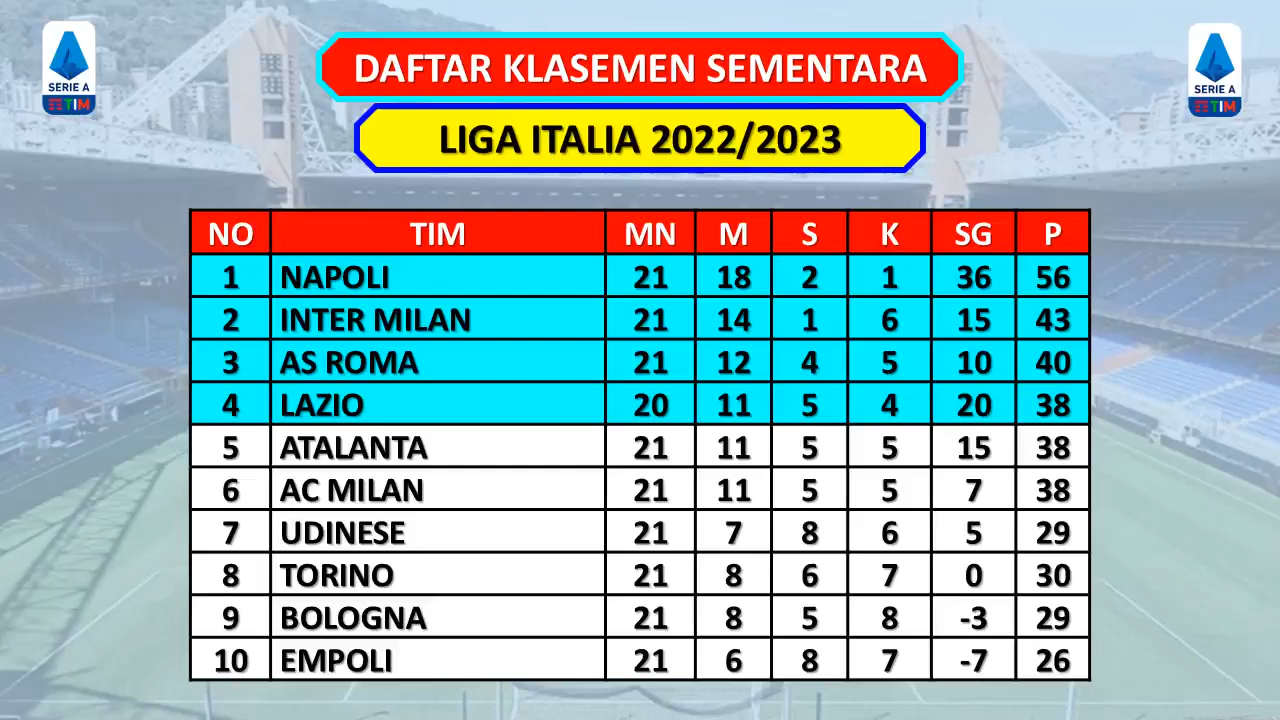 SERIE A
TIM
DAFTAR KLASEMEN SEMENTARA
LIGA ITALIA 2022/2023
SERIE A
TIM
NO TIM MN M S K SG P
1 NAPOLI 21 18 2 1 36 56
2 INTER MILAN 21 14 1 6 15 43
3 AS ROMA 21 12 4 5 10 40
4 LAZIO 20 11 5 4 20 38
5 ATALANTA 21 11 5 5 15 38
6 AC MILAN 21 11 5 5 7 38
7 UDINESE 21 7 8 6 5 29
8 TORINO 21 8 6 7 0 30
9 BOLOGNA 21 8 5 8 -3 29
10 EMPOLI 21 6 8 7 -7 26